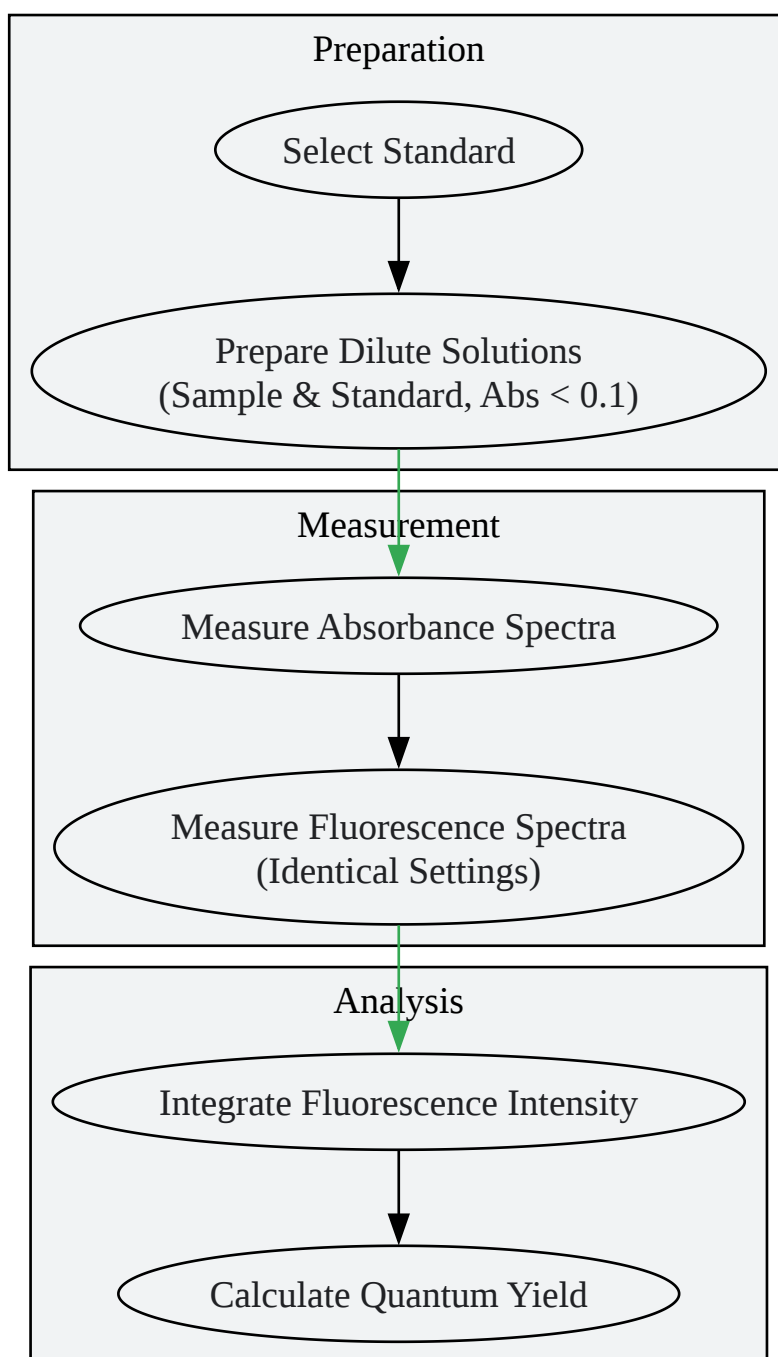 Preparation
Select Standard
Prepare Dilute Solutions
(Sample & Standard, Abs < 0.1)
Measurement
Measure Absorbance Spectra
Measure Fluorescence Spectra
(Identical Settings)
Analysis
Integrate Fluorescence Intensity
Calculate Quantum Yield